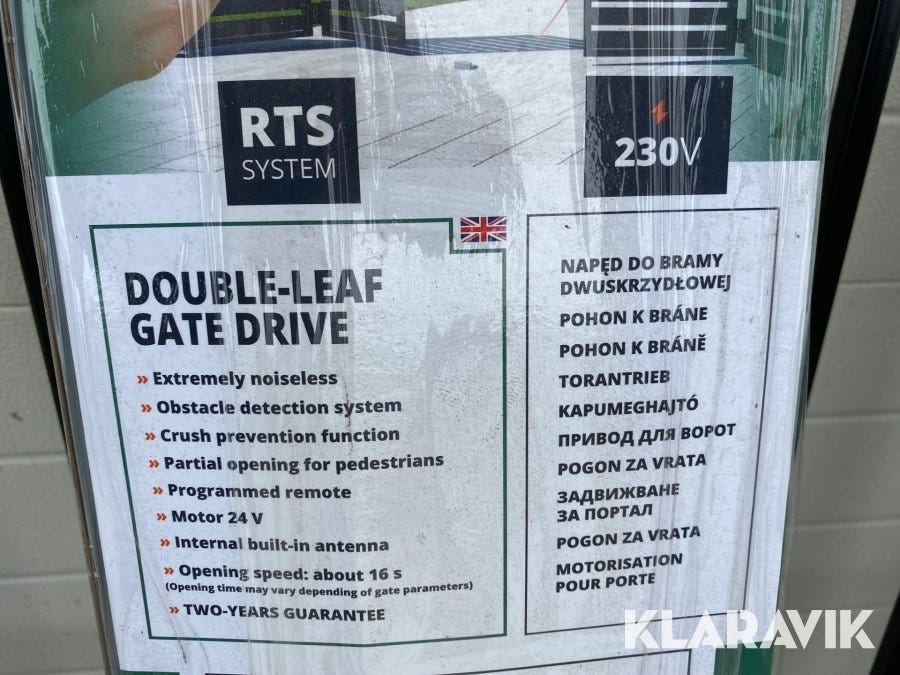 RTS
SYSTEM
230V
DOUBLE-LEAF
GATE DRIVE
» Extremely noiseless
» Obstacle detection system
» Crush prevention function
» Partial opening for pedestrians
» Programmed remote
» Motor 24 V
» Internal built-in antenna
» Opening speed: about 16 s
(Opening time may vary depending of gate parameters)
» TWO-YEARS GUARANTEE
NAPĘD DO BRAMY
DWUSKRZYDŁOWEJ
POHON K BRÁNE
POHON K BRÁNĚ
TORANTRIEB
KAPUMEGHAJTÓ
ПРИВОД ДЛЯ ВОРОТ
POGON ZA VRATA
ЗАДВИЖВАНЕ
ЗА ПОРТАЛ
POGON ZA VRATA
MOTORISATION
POUR PORTE
KLARAVIK